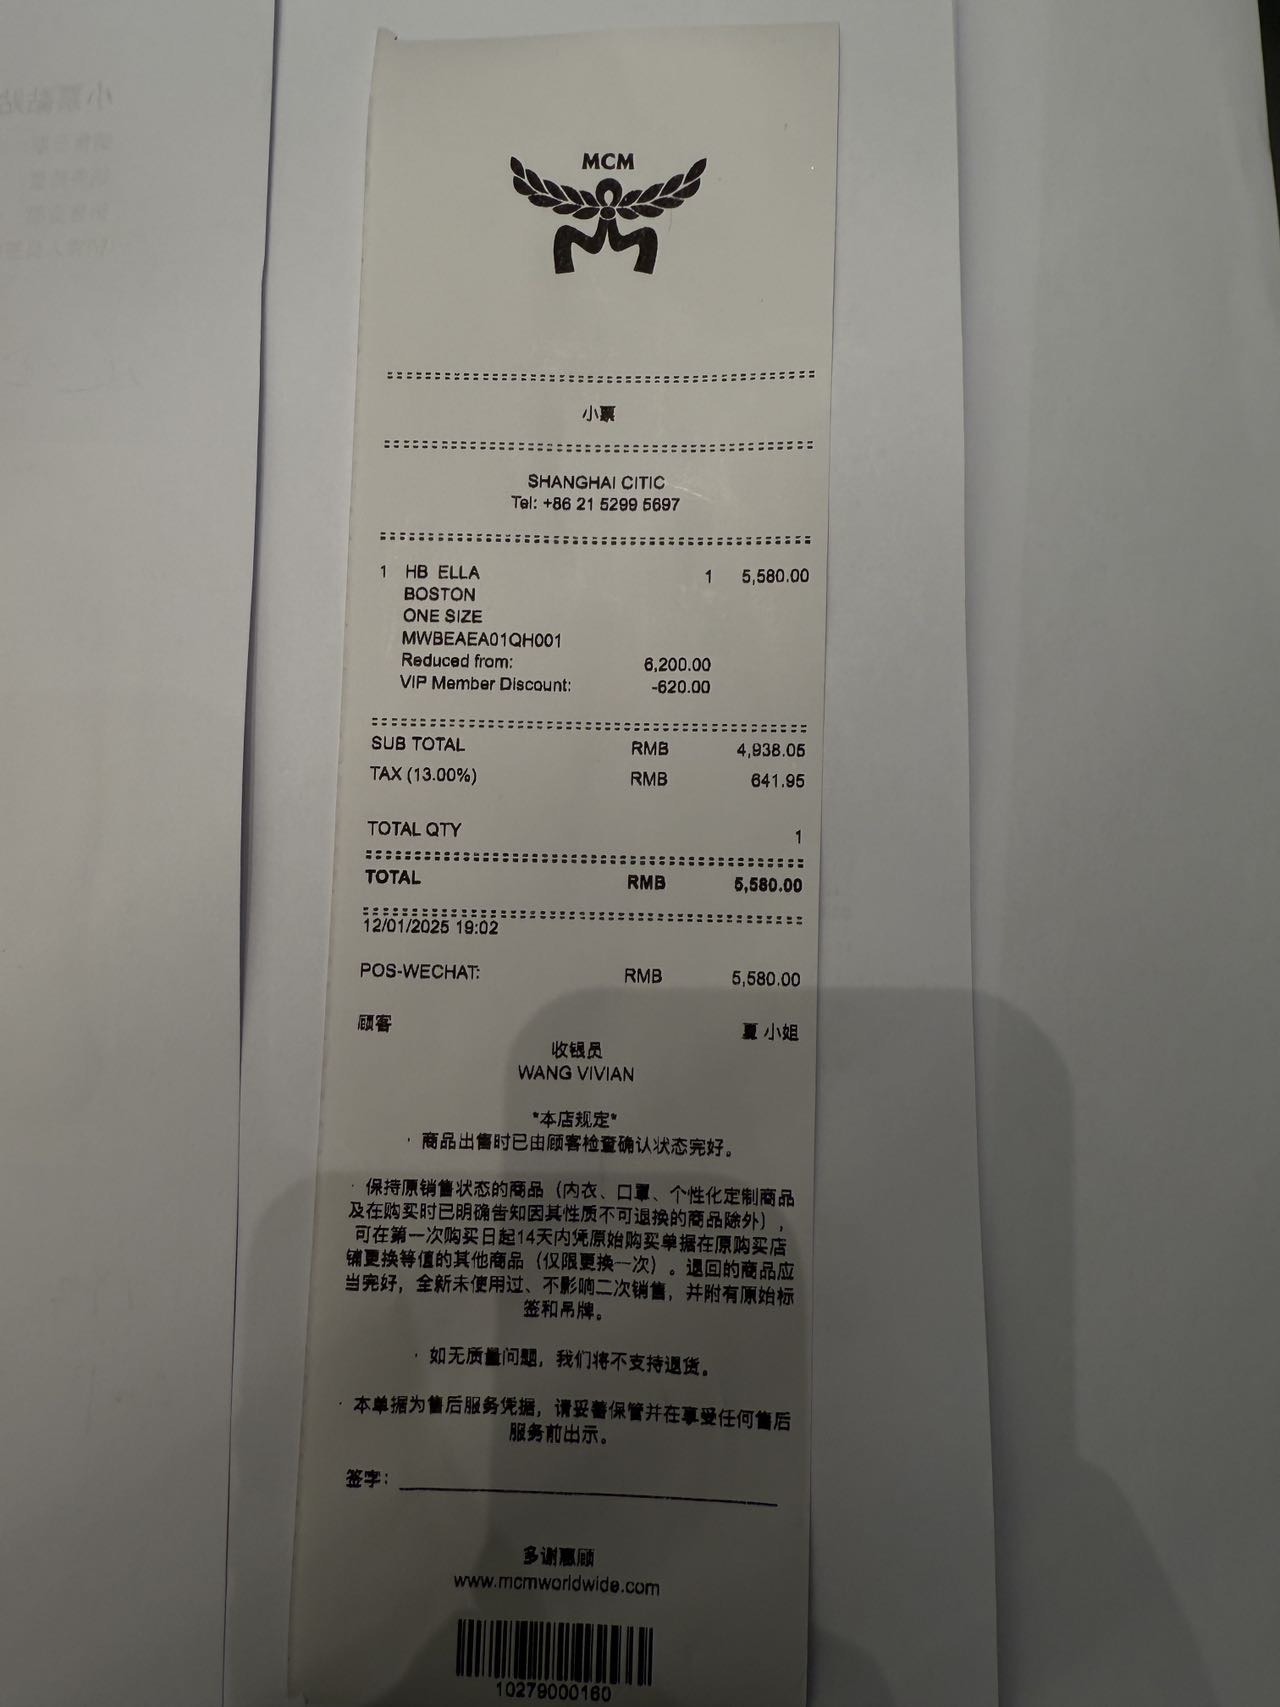 MCM
小票
SHANGHAI CITIC
Tel: +86 21 5299 5697
1 HB ELLA 1 5,580.00
BOSTON
ONE SIZE
MWBEAEA01QH001
Reduced from: 6,200.00
VIP Member Discount: -620.00
SUB TOTAL RMB 4,938.05
TAX (13.00%) RMB 641.95
TOTAL QTY 1
TOTAL RMB 5,580.00
12/01/2025 19:02
POS-WECHAT: RMB 5,580.00
顾客 夏 小姐
收银员
WANG VIVIAN
*本店规定*
· 商品出售时已由顾客检查确认状态完好。
· 保持原销售状态的商品（内衣、口罩、个性化定制商品
及在购买时已明确告知因其性质不可退换的商品除外），
可在第一次购买日起14天内凭原始购买单据在原购买店
铺更换等值的其他商品（仅限更换一次）。退回的商品应
当完好，全新未使用过、不影响二次销售，并附有原始标
签和吊牌。
· 如无质量问题，我们将不支持退货。
· 本单据为售后服务凭据，请妥善保管并在享受任何售后
服务前出示。
签字：
多谢惠顾
www.mcmworldwide.com
10279000160